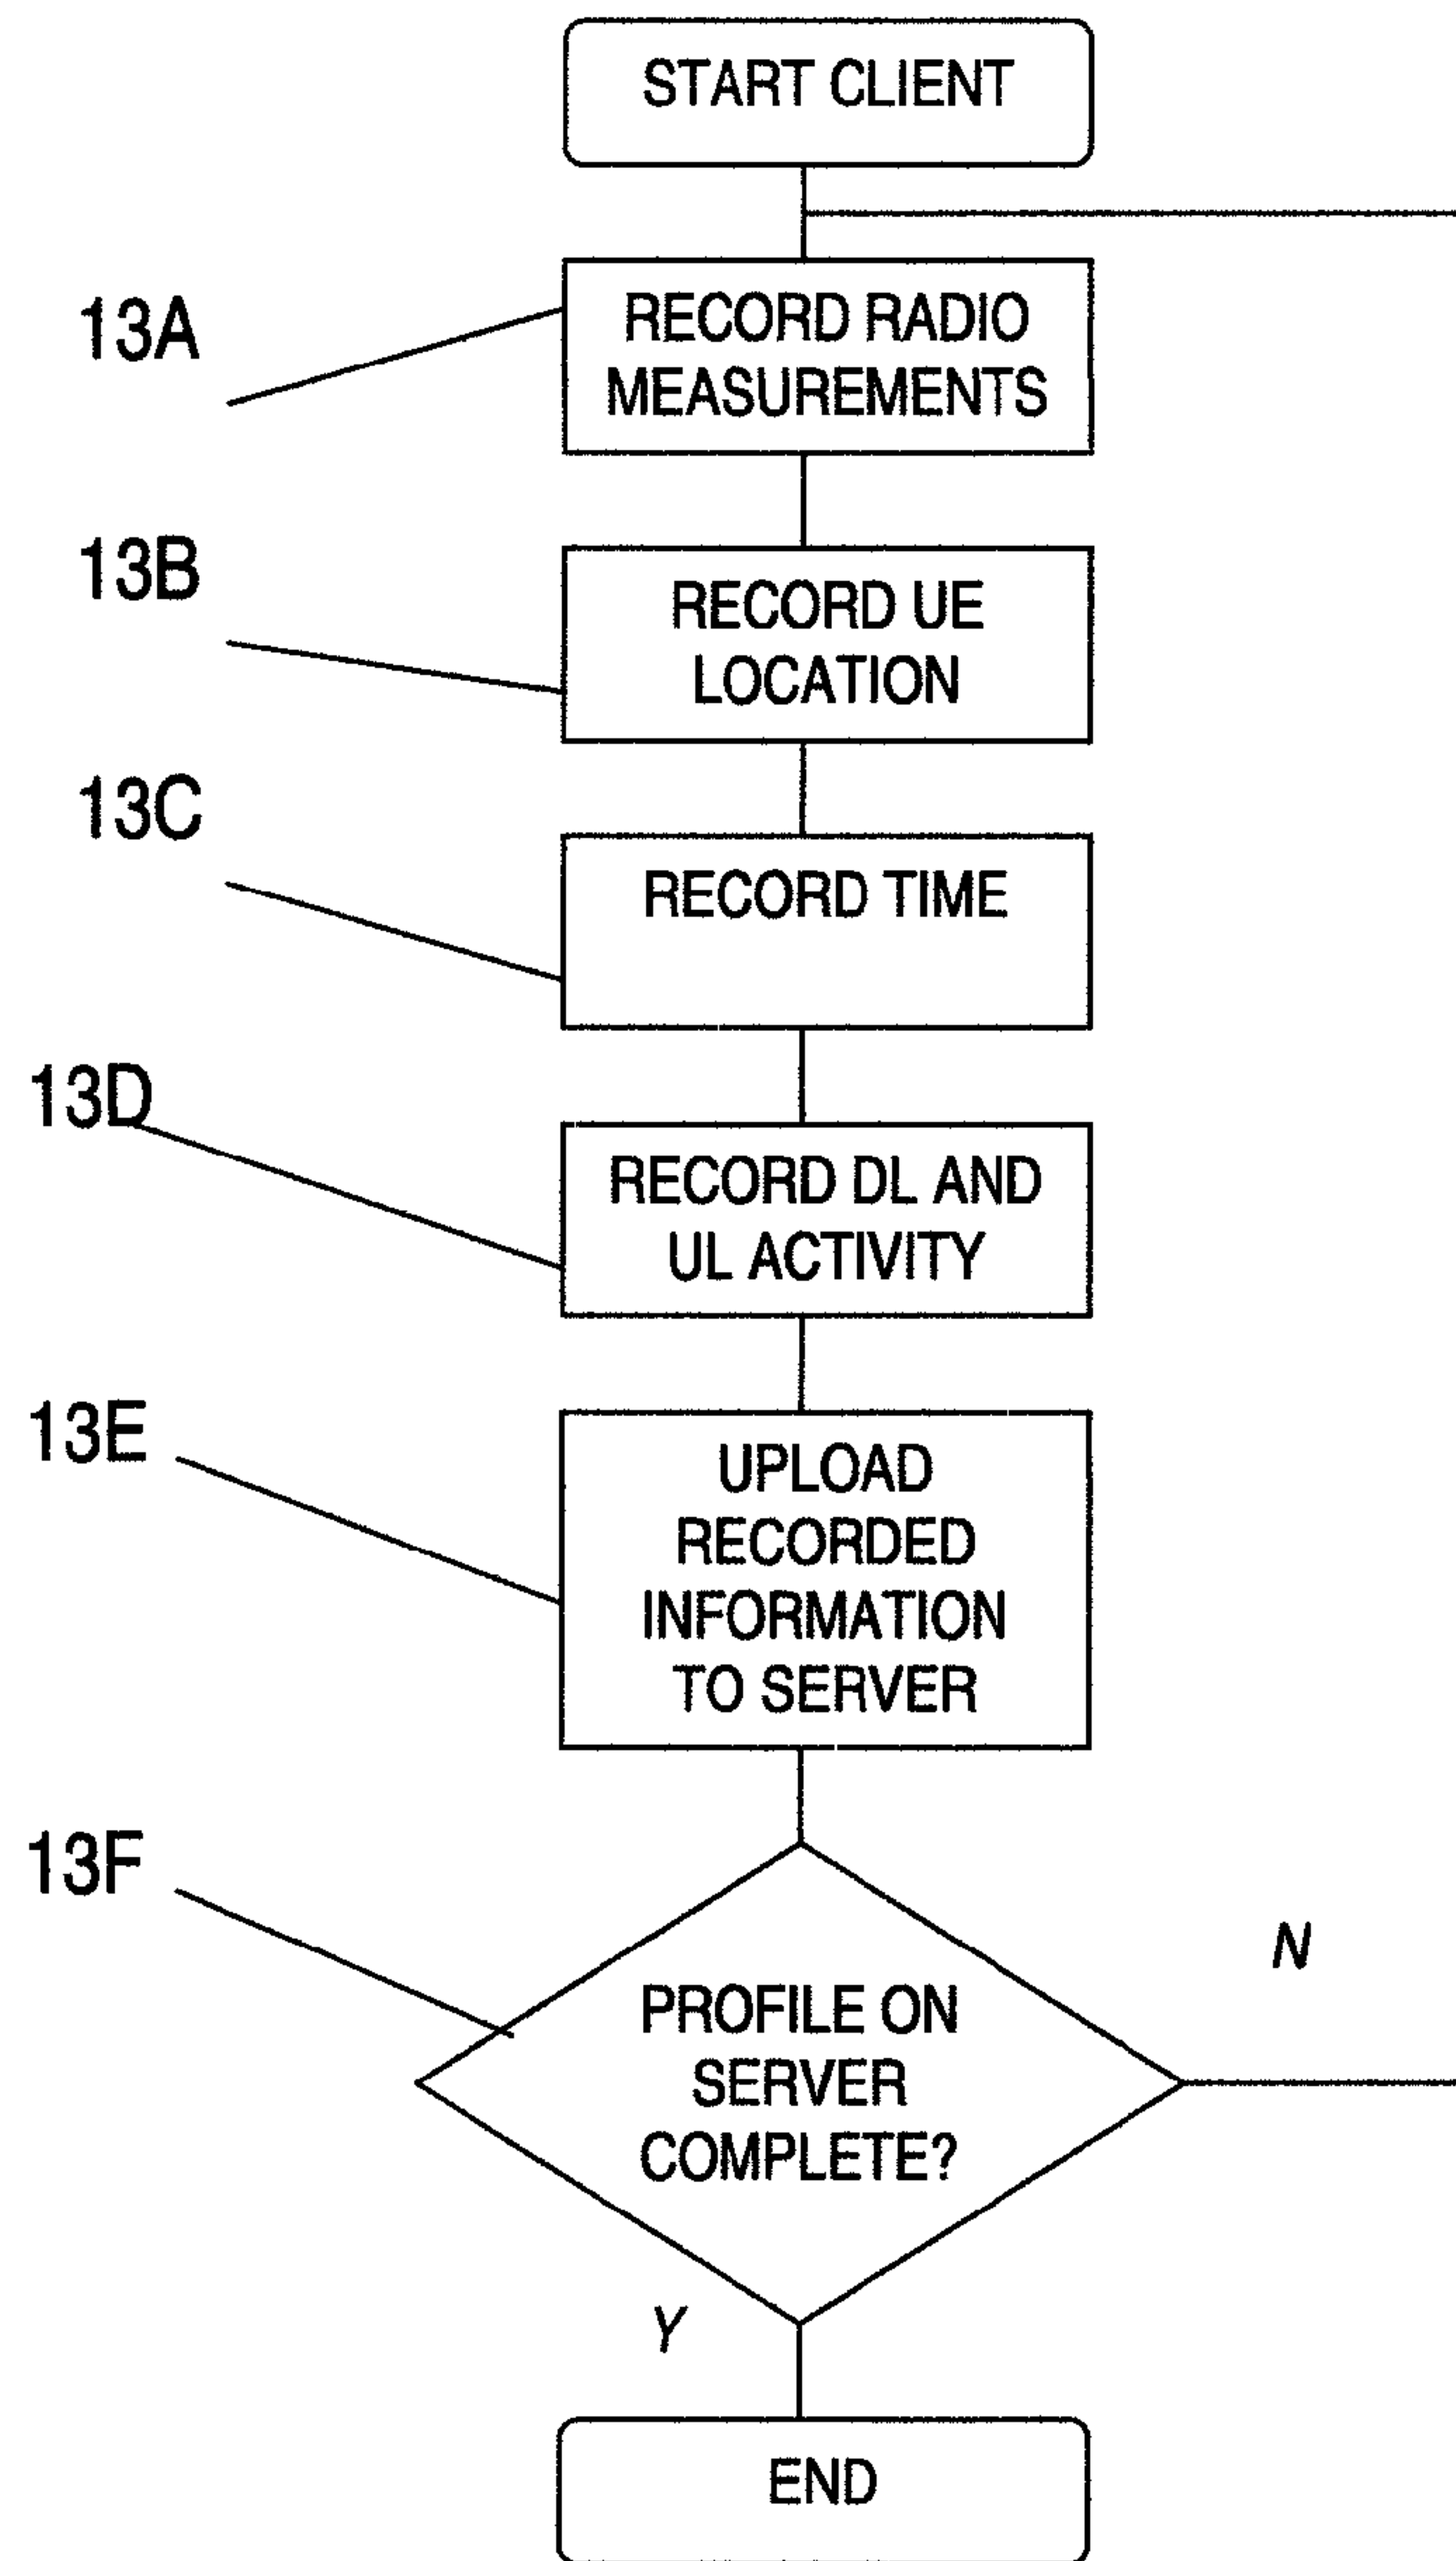 START CLIENT
13A
RECORD RADIO
MEASUREMENTS
13B
RECORD UE
LOCATION
13C
RECORD TIME
13D
RECORD DL AND
UL ACTIVITY
13E
UPLOAD
RECORDED
INFORMATION
TO SERVER
13F
N
PROFILE ON
SERVER
COMPLETE?
Y
END